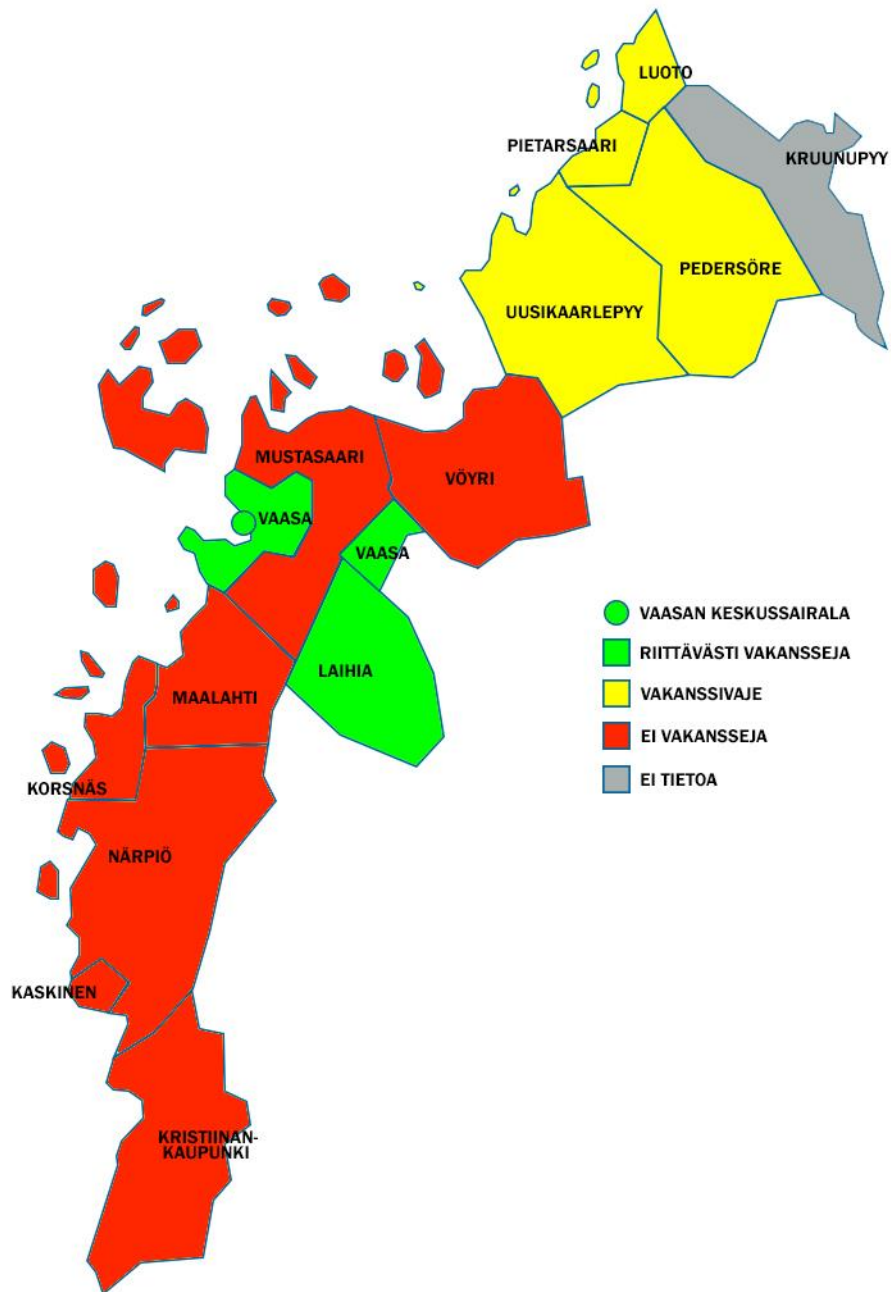 LUOTO
PIETARSAARI
KRUUNUPYY
PEDERSÖRE
UUSIKAARLEPYY
MUSTASAARI
VÖYRI
VAASA
VAASA
LAIHIA
MAALAHTI
KORSNÄS
NÄRPIÖ
KASKINEN
KRISTIINAN-
KAUPUNKI
VAASAN KESKUSSAIRALA
RIITTÄVÄSTI VAKANSSEJA
VAKANSSIVAJE
EI VAKANSSEJA
EI TIETOA